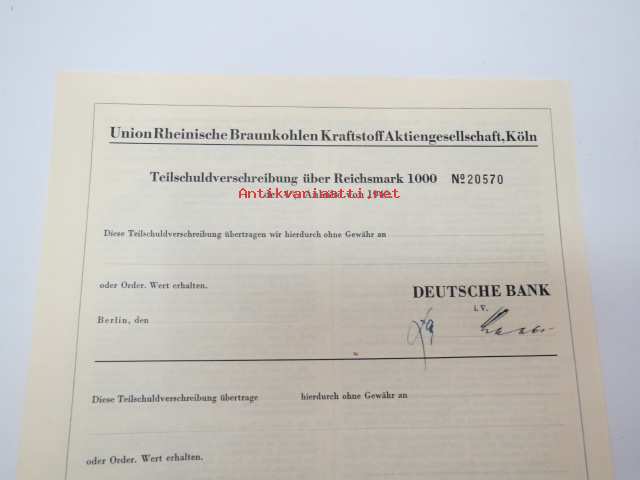 Union Rheinische Braunkohlen Kraftstoff Aktiengesellschaft, Köln
Teilschuldverschreibung über Reichsmark 1000 № 20570
Antikvariaatti.net
Diese Teilschuldverschreibung übertragen wir hierdurch ohne Gewähr an
oder Order. Wert erhalten.
DEUTSCHE BANK
i.V.
Berlin, den
Diese Teilschuldverschreibung übertrage hierdurch ohne Gewähr an
oder Order. Wert erhalten.